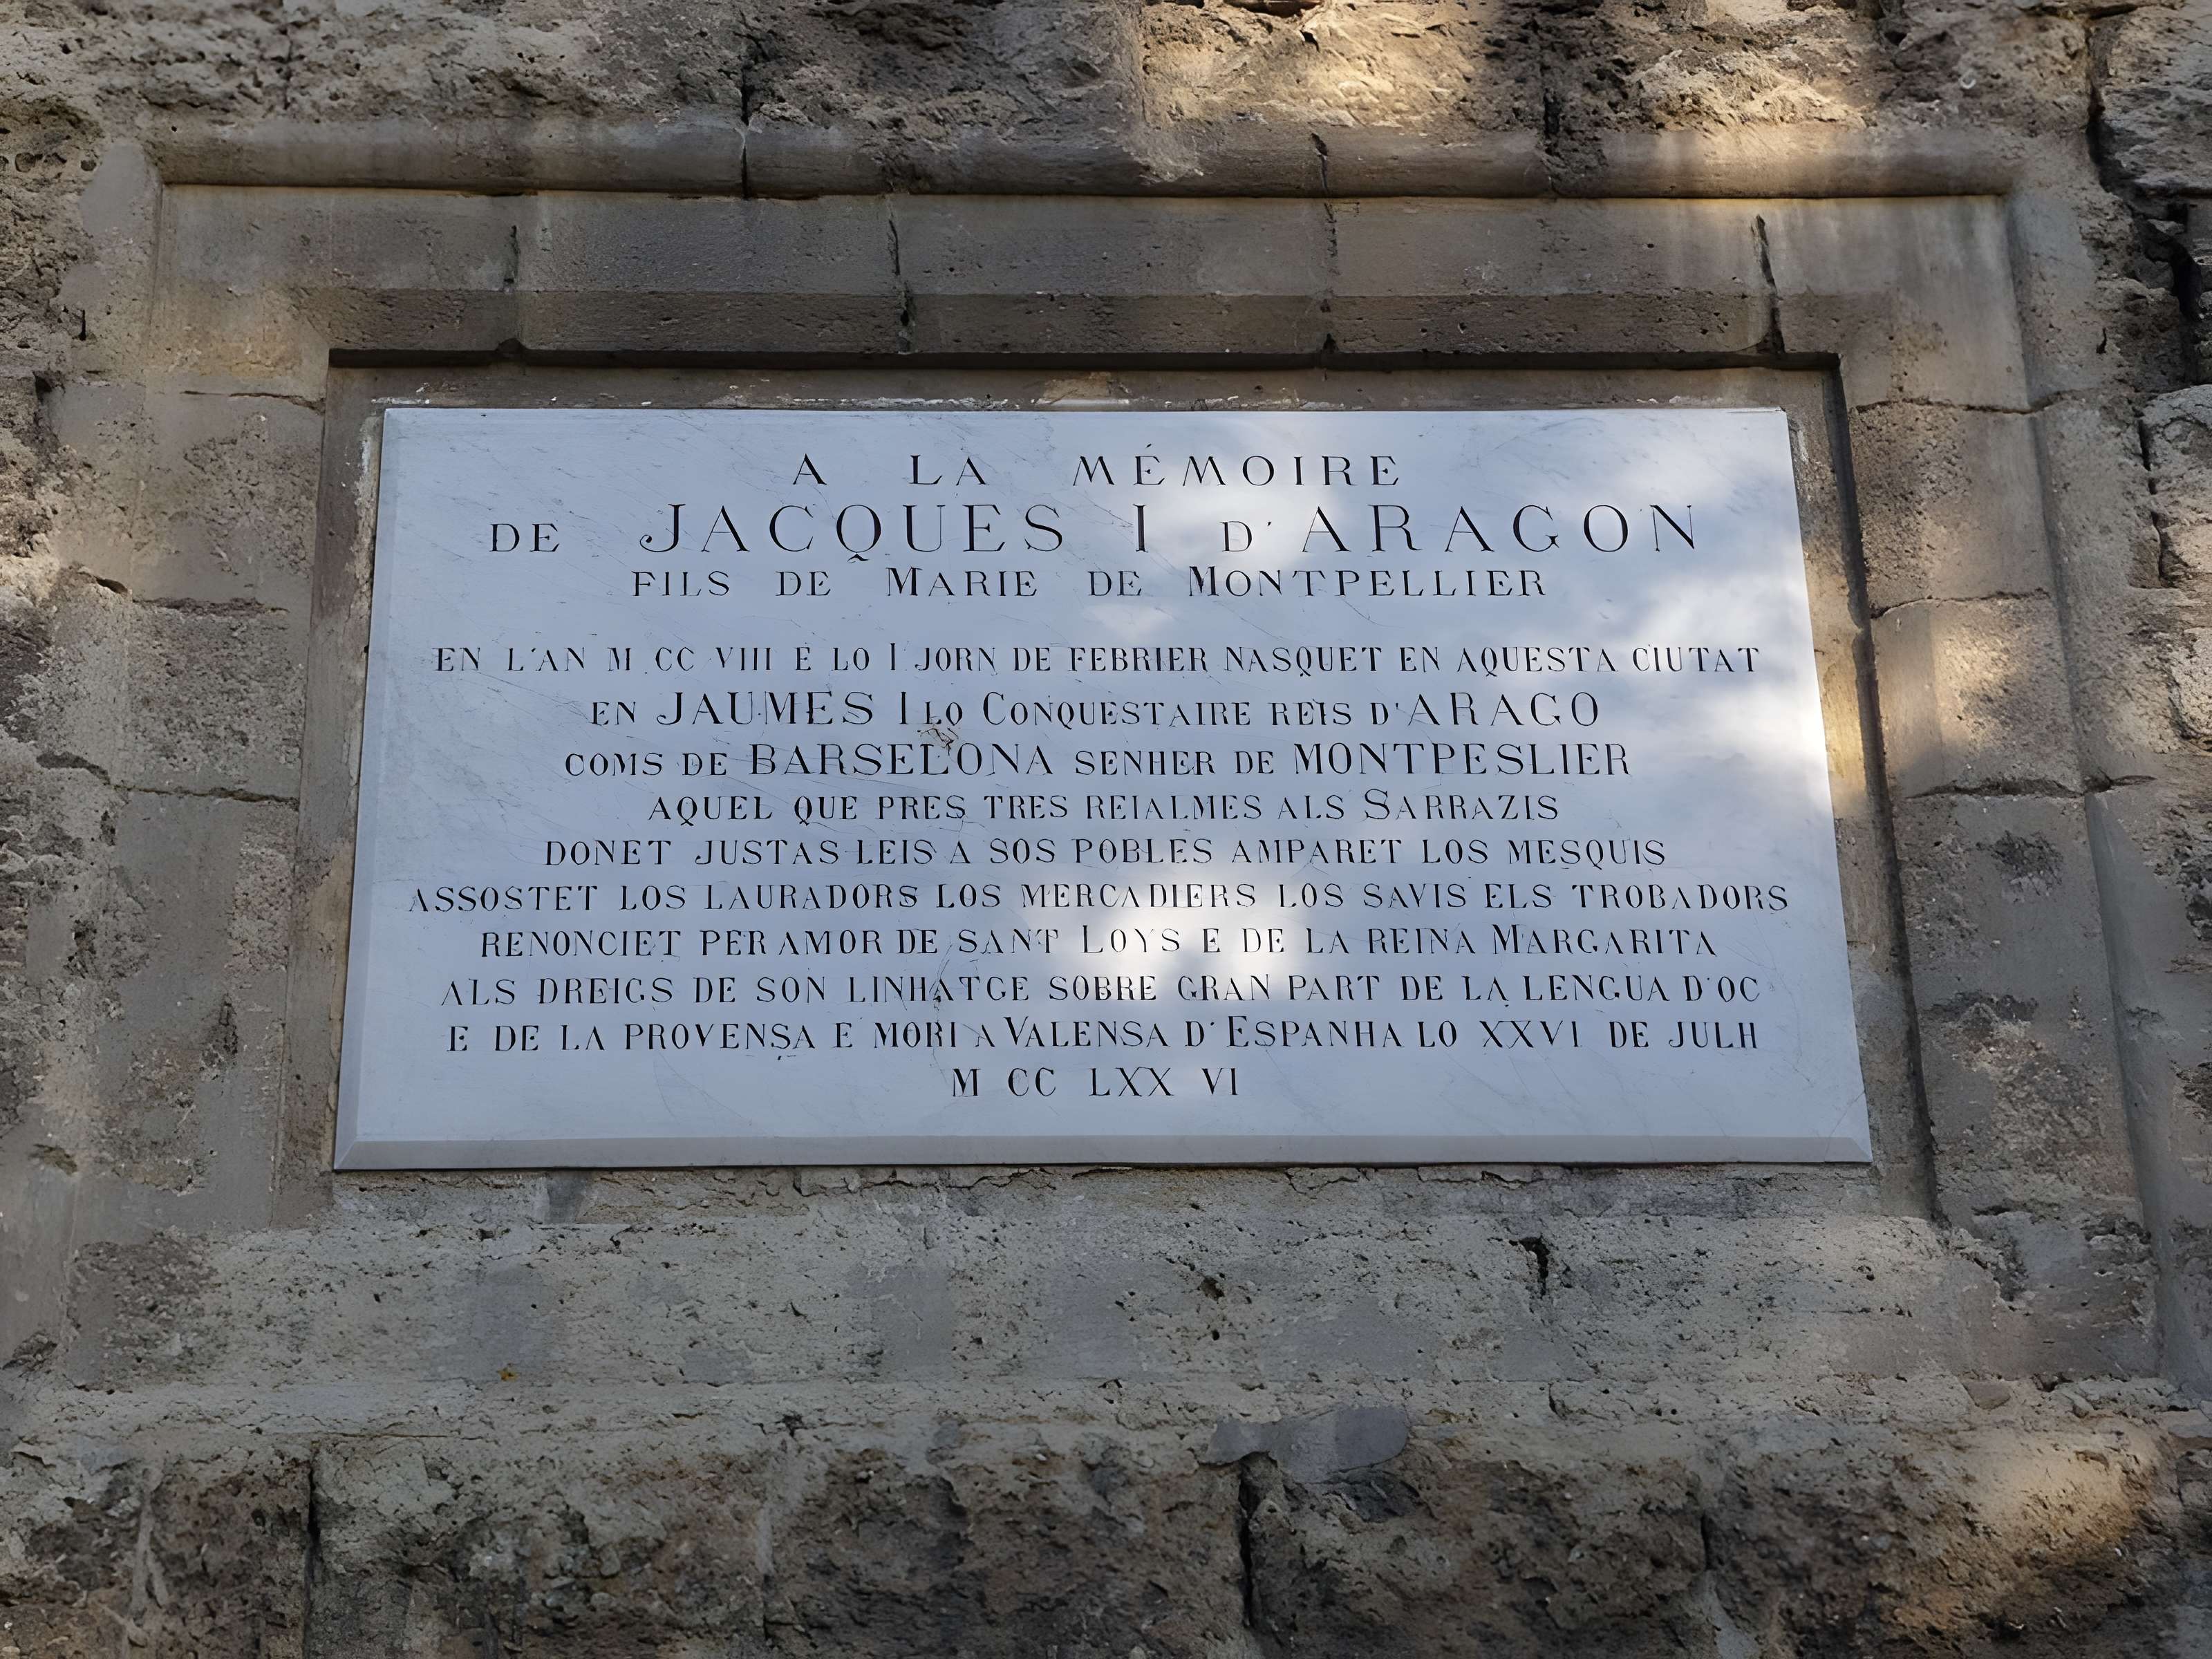 A LA MÉMOIRE
DE JACQUES I D'ARAGON
FILS DE MARIE DE MONTPELLIER
EN L'AN M CC VIII E LO I JORN DE FEBRIER NASQUET EN AQUESTA CIUTAT
EN JAUMES I LO CONQUESTAIRE REIS D'ARAGO
COMS DE BARSELONA SENHER DE MONTPESLIER
AQUEL QUE PRES TRES REIALMES ALS SARRAZIS
DONET JUSTAS LEIS A SOS POBLES AMPARET LOS MESQUIS
ASSOSTET LOS LAURADORS LOS MERCADIERS LOS SAVIS ELS TROBADORS
RENONCIET PER AMOR DE SANT LOYS E DE LA REINA MARGARITA
ALS DREIGS DE SON LINHATGE SOBRE GRAN PART DE LA LENGUA D'OC
E DE LA PROVENSA E MORI A VALENSA D'ESPANHA LO XXVI DE JULH
M CC LXX VI